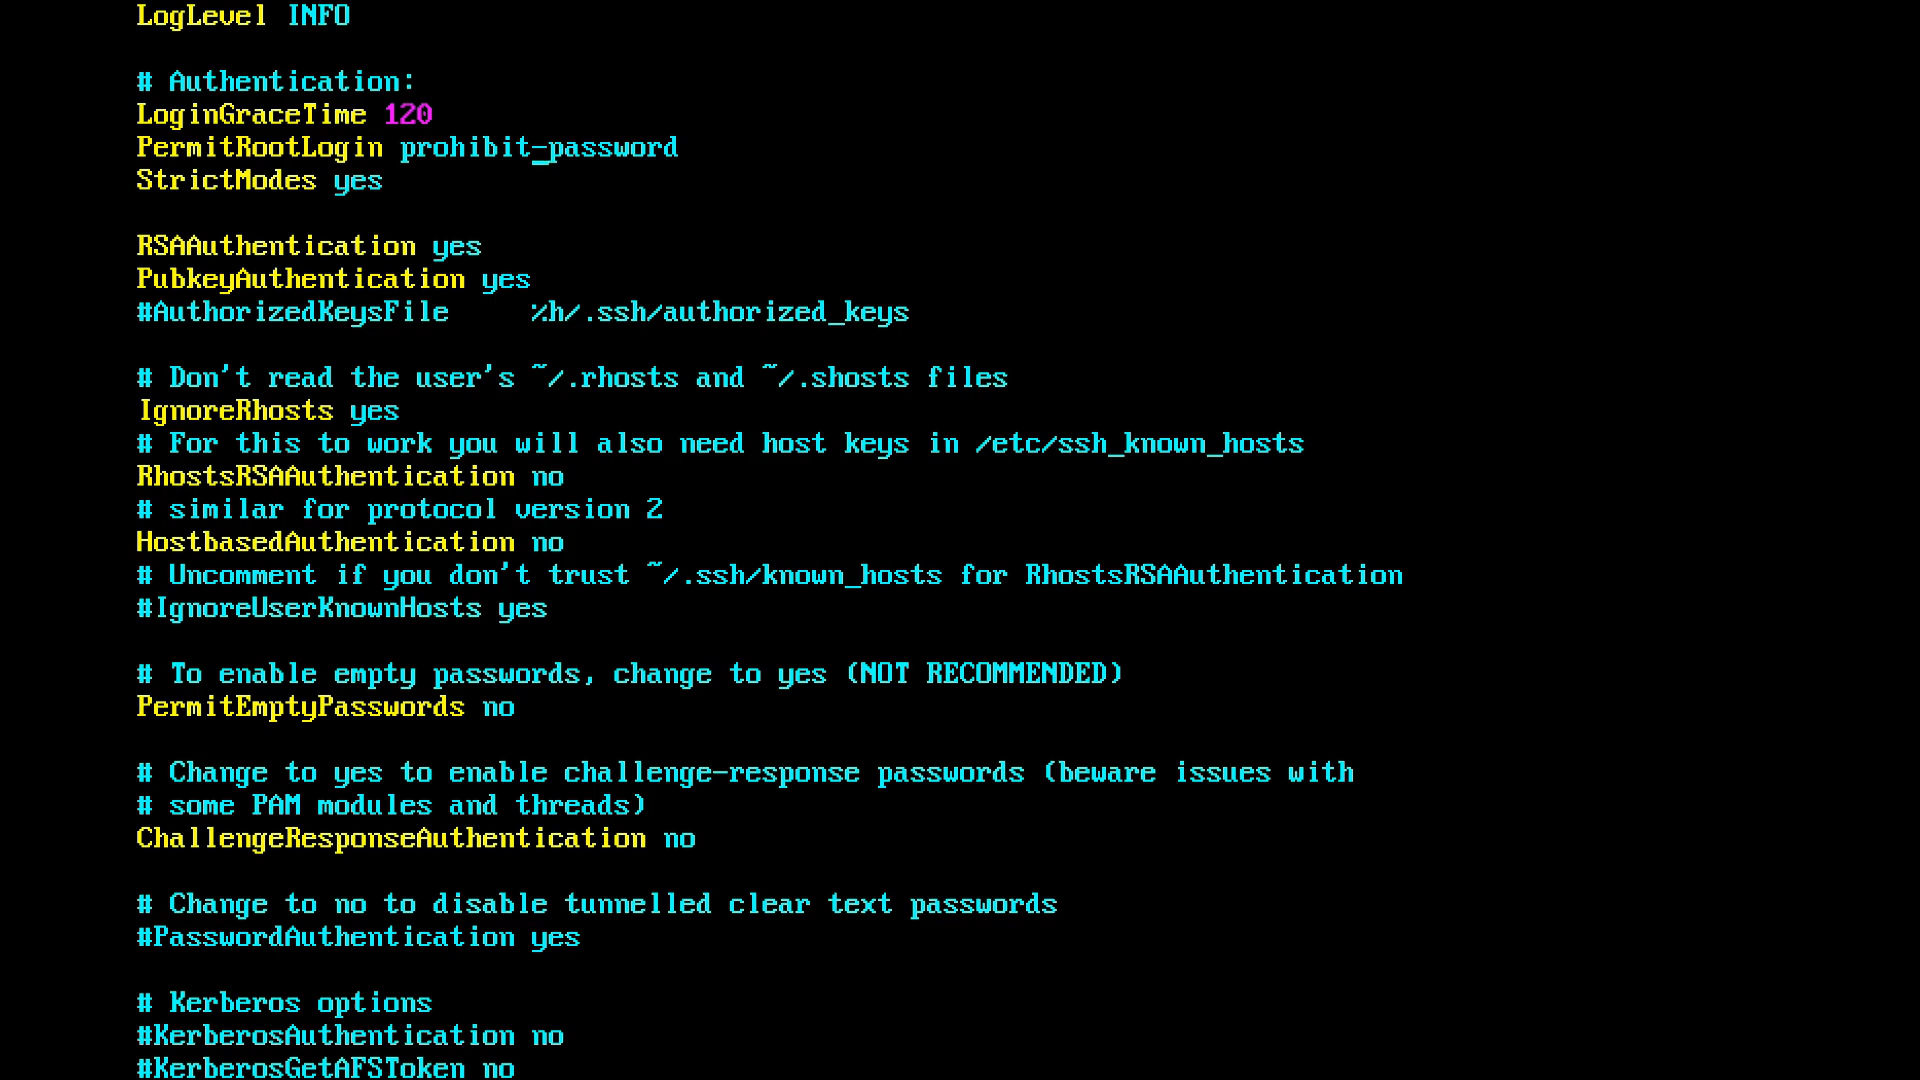 LogLevel INFO
# Authentication:
LoginGraceTime 120
PermitRootLogin prohibit-password
StrictModes yes
RSAAuthentication yes
PubkeyAuthentication yes
#AuthorizedKeysFile     %h/.ssh/authorized_keys
# Don't read the user's ~/.rhosts and ~/.shosts files
IgnoreRhosts yes
# For this to work you will also need host keys in /etc/ssh_known_hosts
RhostsRSAAuthentication no
# similar for protocol version 2
HostbasedAuthentication no
# Uncomment if you don't trust ~/.ssh/known_hosts for RhostsRSAAuthentication
#IgnoreUserKnownHosts yes
# To enable empty passwords, change to yes (NOT RECOMMENDED)
PermitEmptyPasswords no
# Change to yes to enable challenge-response passwords (beware issues with
# some PAM modules and threads)
ChallengeResponseAuthentication no
# Change to no to disable tunnelled clear text passwords
#PasswordAuthentication yes
# Kerberos options
#KerberosAuthentication no
#KerberosGetAFSToken no